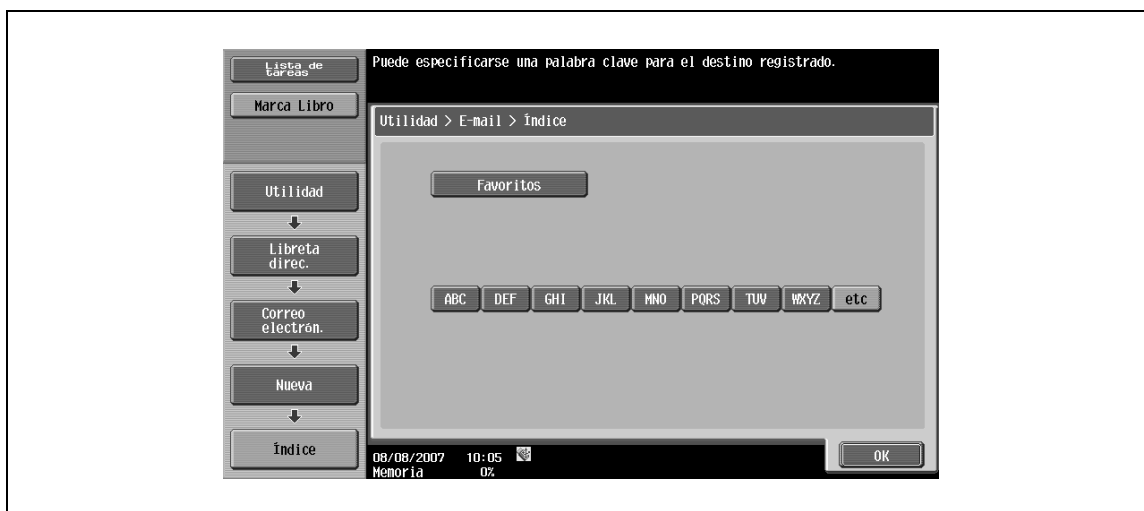 Lista de
tareas
Marca Libro
Puede especificarse una palabra clave para el destino registrado.
Utilidad > E-mail > Índice
Utilidad
Libreta
direc.
Correo
electrón.
Nueva
Índice
Favoritos
ABC DEF GHI JKL MNO PQRS TUV WXYZ etc
08/08/2007 10:05
Memoria 0%
OK